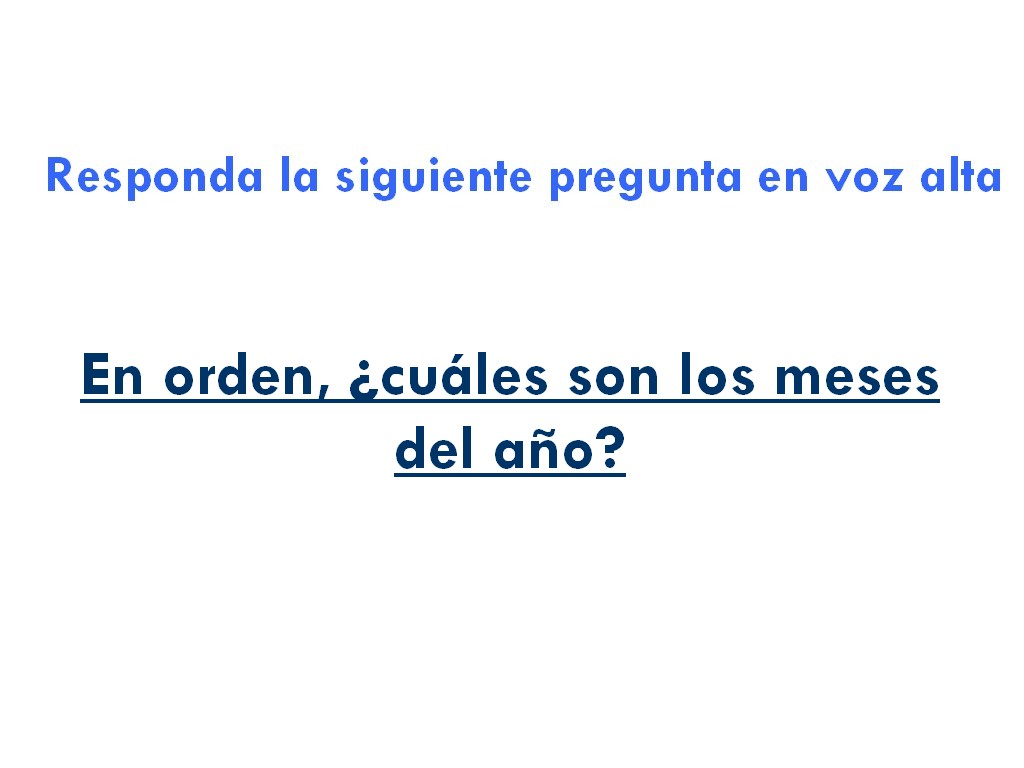 Responda la siguiente pregunta en voz alta
En orden, ¿cuáles son los meses
del año?